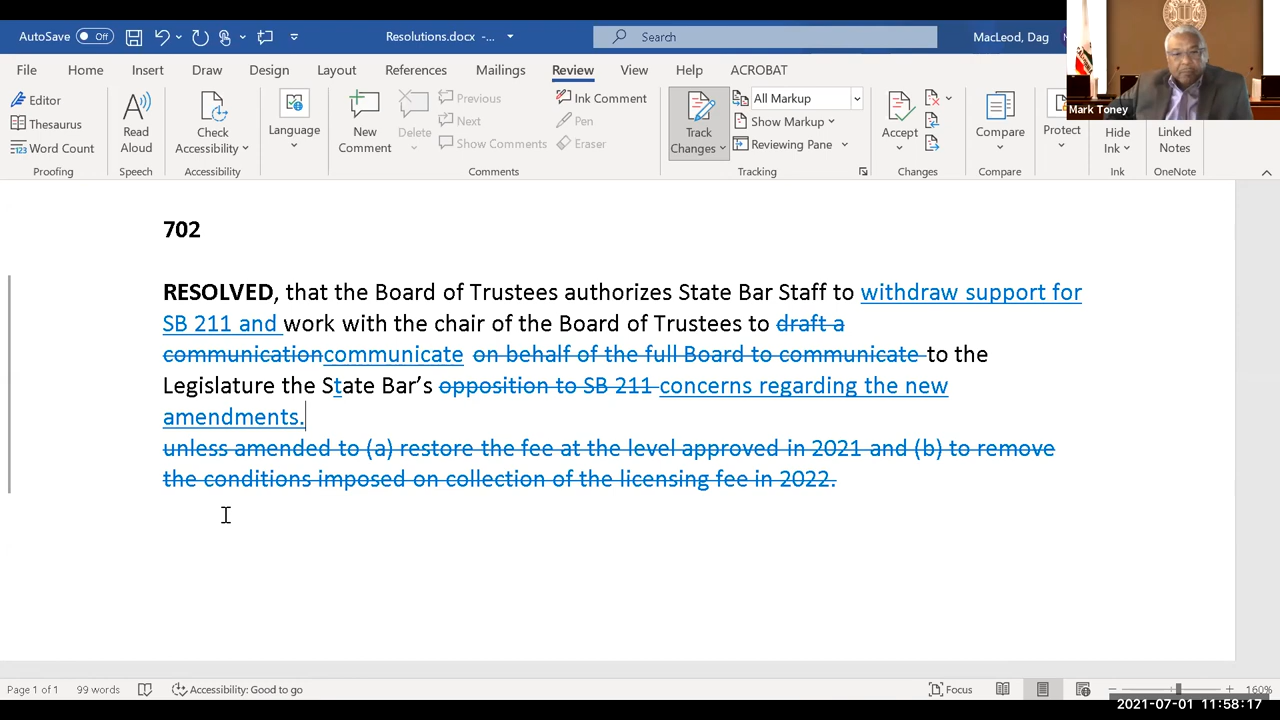 AutoSave Off Resolutions.docx -... Search MacLeod, Dag
File Home Insert Draw Design Layout References Mailings Review View Help ACROBAT
Mark Toney
Editor
Thesaurus
Word Count
Proofing
Read Aloud
Speech
Check Accessibility
Accessibility
Language
New Comment
Delete
Previous
Next
Show Comments
Ink Comment
Pen
Eraser
Comments
Track Changes
All Markup
Show Markup
Reviewing Pane
Tracking
Accept
Changes
Compare
Compare
Protect
Hide Ink
Ink
Linked Notes
OneNote
702
RESOLVED, that the Board of Trustees authorizes State Bar Staff to withdraw support for
SB 211 and work with the chair of the Board of Trustees to draft a
communicationcommunicate on behalf of the full Board to communicate to the
Legislature the State Bar's opposition to SB 211 concerns regarding the new
amendments.
unless amended to (a) restore the fee at the level approved in 2021 and (b) to remove
the conditions imposed on collection of the licensing fee in 2022.
Page 1 of 1 99 words Accessibility: Good to go Focus 160%
2021-07-01 11:58:17